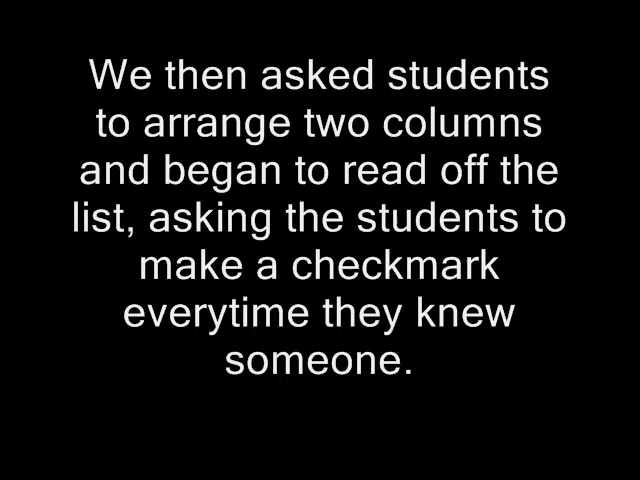 We then asked students
to arrange two columns
and began to read off the
list, asking the students to
make a checkmark
everytime they knew
someone.